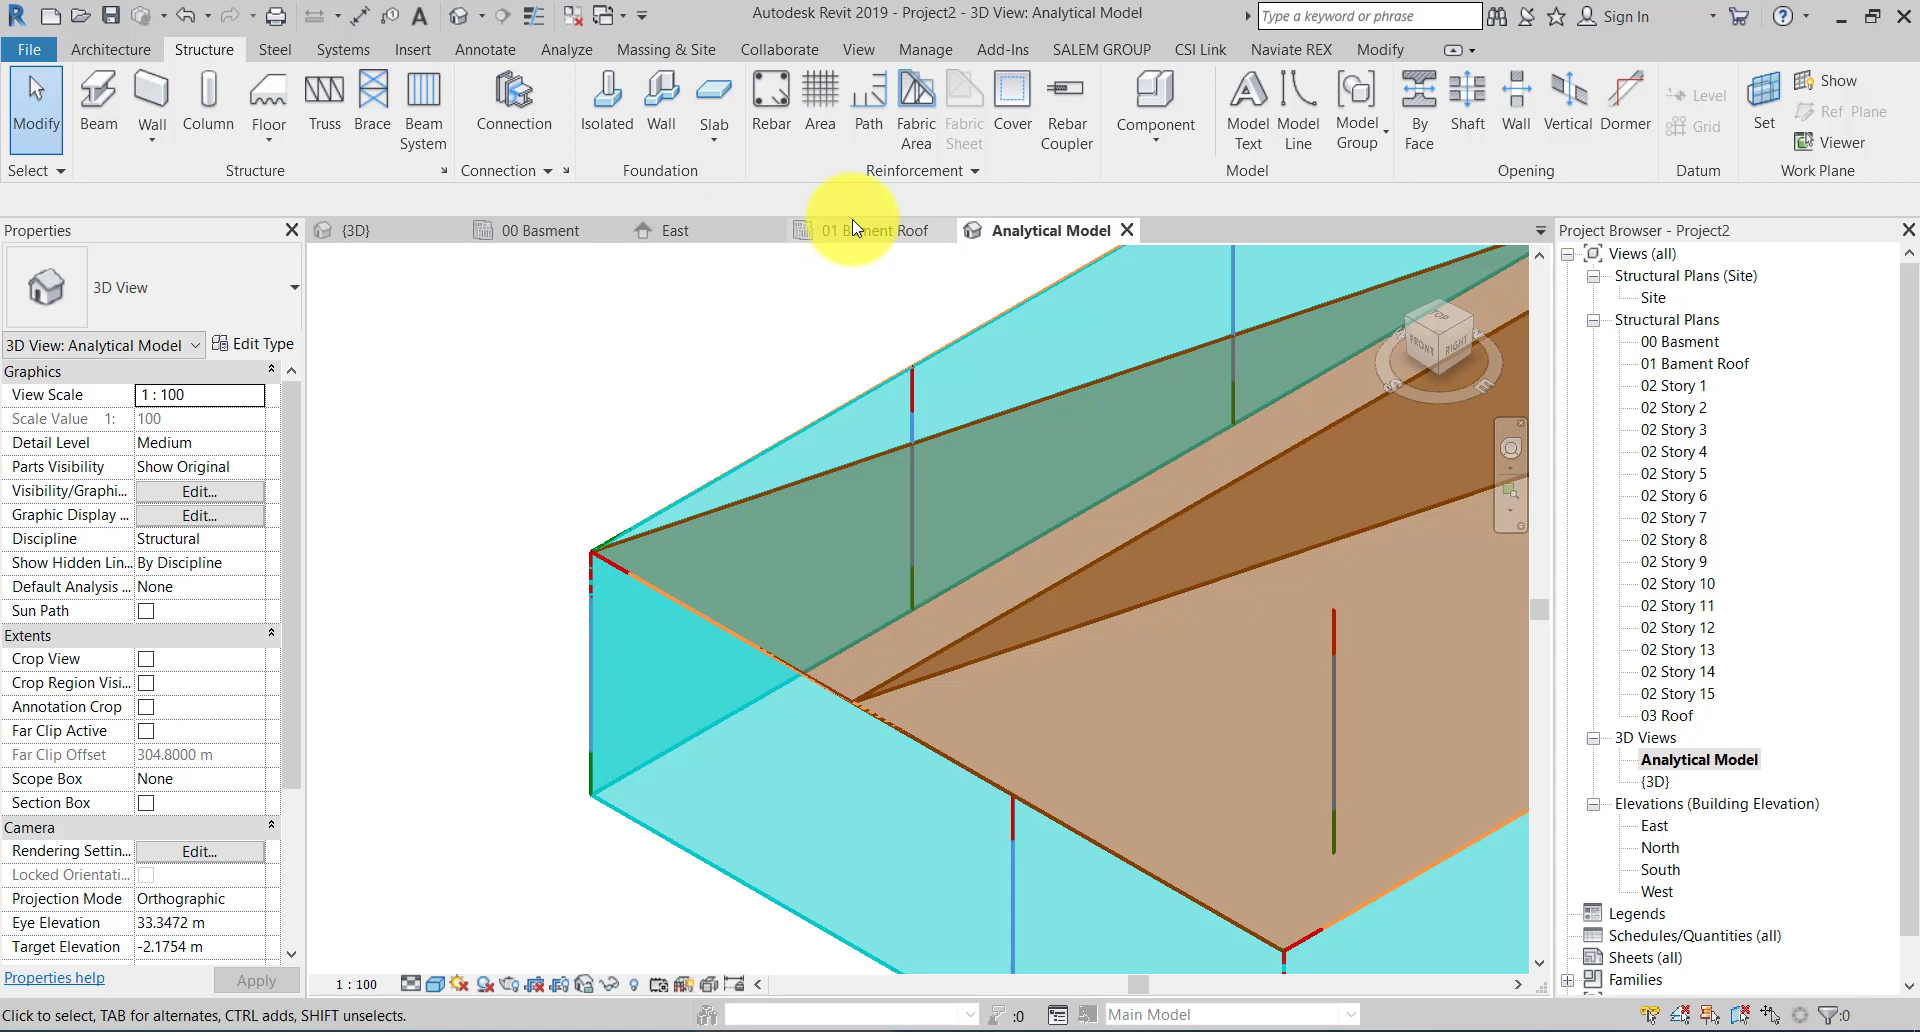 Autodesk Revit 2019 - Project2 - 3D View: Analytical Model
Type a keyword or phrase
Sign In
File Architecture Structure Steel Systems Insert Annotate Analyze Massing & Site Collaborate View Manage Add-Ins SALEM GROUP CSI Link Naviate REX Modify
Modify
Beam
Wall
Column
Floor
Truss
Brace
Beam System
Connection
Isolated
Wall
Slab
Rebar
Area
Path
Fabric Area
Fabric Sheet
Cover
Rebar Coupler
Component
Model Text
Model Line
Model Group
By Face
Shaft
Wall
Vertical
Dormer
Level
Grid
Set
Show
Ref Plane
Viewer
Select
Structure
Connection
Foundation
Reinforcement
Model
Opening
Datum
Work Plane
Properties
{3D}
00 Basment
East
01 Bament Roof
Analytical Model
Project Browser - Project2
3D View
3D View: Analytical Model
Edit Type
Graphics
View Scale 1 : 100
Scale Value 1: 100
Detail Level Medium
Parts Visibility Show Original
Visibility/Graphi... Edit...
Graphic Display ... Edit...
Discipline Structural
Show Hidden Lin... By Discipline
Default Analysis ... None
Sun Path
Extents
Crop View
Crop Region Visi...
Annotation Crop
Far Clip Active
Far Clip Offset 304.8000 m
Scope Box None
Section Box
Camera
Rendering Settin... Edit...
Locked Orientati...
Projection Mode Orthographic
Eye Elevation 33.3472 m
Target Elevation -2.1754 m
Properties help
Apply
TOP
FRONT
RIGHT
S
E
Views (all)
Structural Plans (Site)
Site
Structural Plans
00 Basment
01 Bament Roof
02 Story 1
02 Story 2
02 Story 3
02 Story 4
02 Story 5
02 Story 6
02 Story 7
02 Story 8
02 Story 9
02 Story 10
02 Story 11
02 Story 12
02 Story 13
02 Story 14
02 Story 15
03 Roof
3D Views
Analytical Model
{3D}
Elevations (Building Elevation)
East
North
South
West
Legends
Schedules/Quantities (all)
Sheets (all)
Families
1 : 100
Click to select, TAB for alternates, CTRL adds, SHIFT unselects.
:0
Main Model
:0